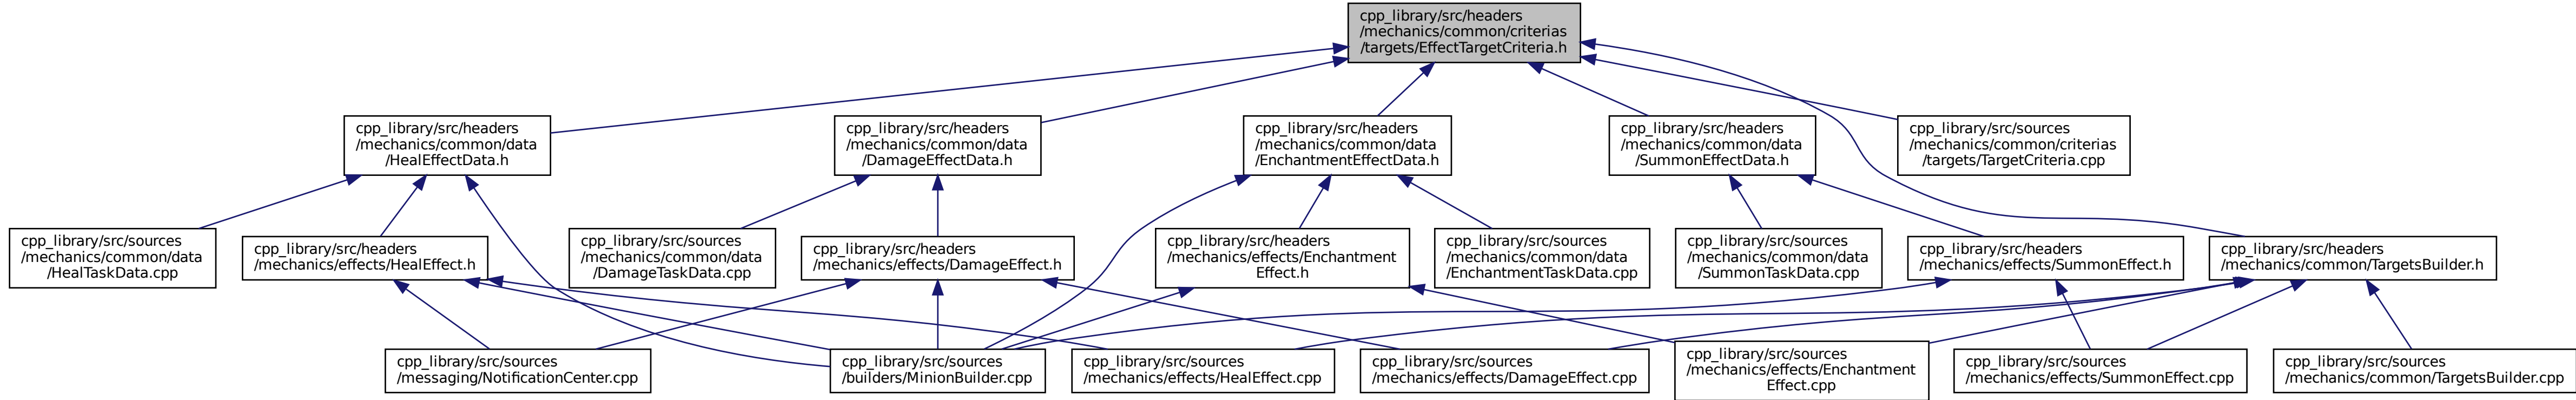 cpp_library/src/headers
/mechanics/common/criterias
/targets/EffectTargetCriteria.h
cpp_library/src/headers
/mechanics/common/data
/HealEffectData.h
cpp_library/src/headers
/mechanics/common/data
/DamageEffectData.h
cpp_library/src/headers
/mechanics/common/data
/EnchantmentEffectData.h
cpp_library/src/headers
/mechanics/common/data
/SummonEffectData.h
cpp_library/src/sources
/mechanics/common/criterias
/targets/TargetCriteria.cpp
cpp_library/src/sources
/mechanics/common/data
/HealTaskData.cpp
cpp_library/src/headers
/mechanics/effects/HealEffect.h
cpp_library/src/sources
/mechanics/common/data
/DamageTaskData.cpp
cpp_library/src/headers
/mechanics/effects/DamageEffect.h
cpp_library/src/headers
/mechanics/effects/Enchantment
Effect.h
cpp_library/src/sources
/mechanics/common/data
/EnchantmentTaskData.cpp
cpp_library/src/sources
/mechanics/common/data
/SummonTaskData.cpp
cpp_library/src/headers
/mechanics/effects/SummonEffect.h
cpp_library/src/headers
/mechanics/common/TargetsBuilder.h
cpp_library/src/sources
/messaging/NotificationCenter.cpp
cpp_library/src/sources
/builders/MinionBuilder.cpp
cpp_library/src/sources
/mechanics/effects/HealEffect.cpp
cpp_library/src/sources
/mechanics/effects/DamageEffect.cpp
cpp_library/src/sources
/mechanics/effects/Enchantment
Effect.cpp
cpp_library/src/sources
/mechanics/effects/SummonEffect.cpp
cpp_library/src/sources
/mechanics/common/TargetsBuilder.cpp